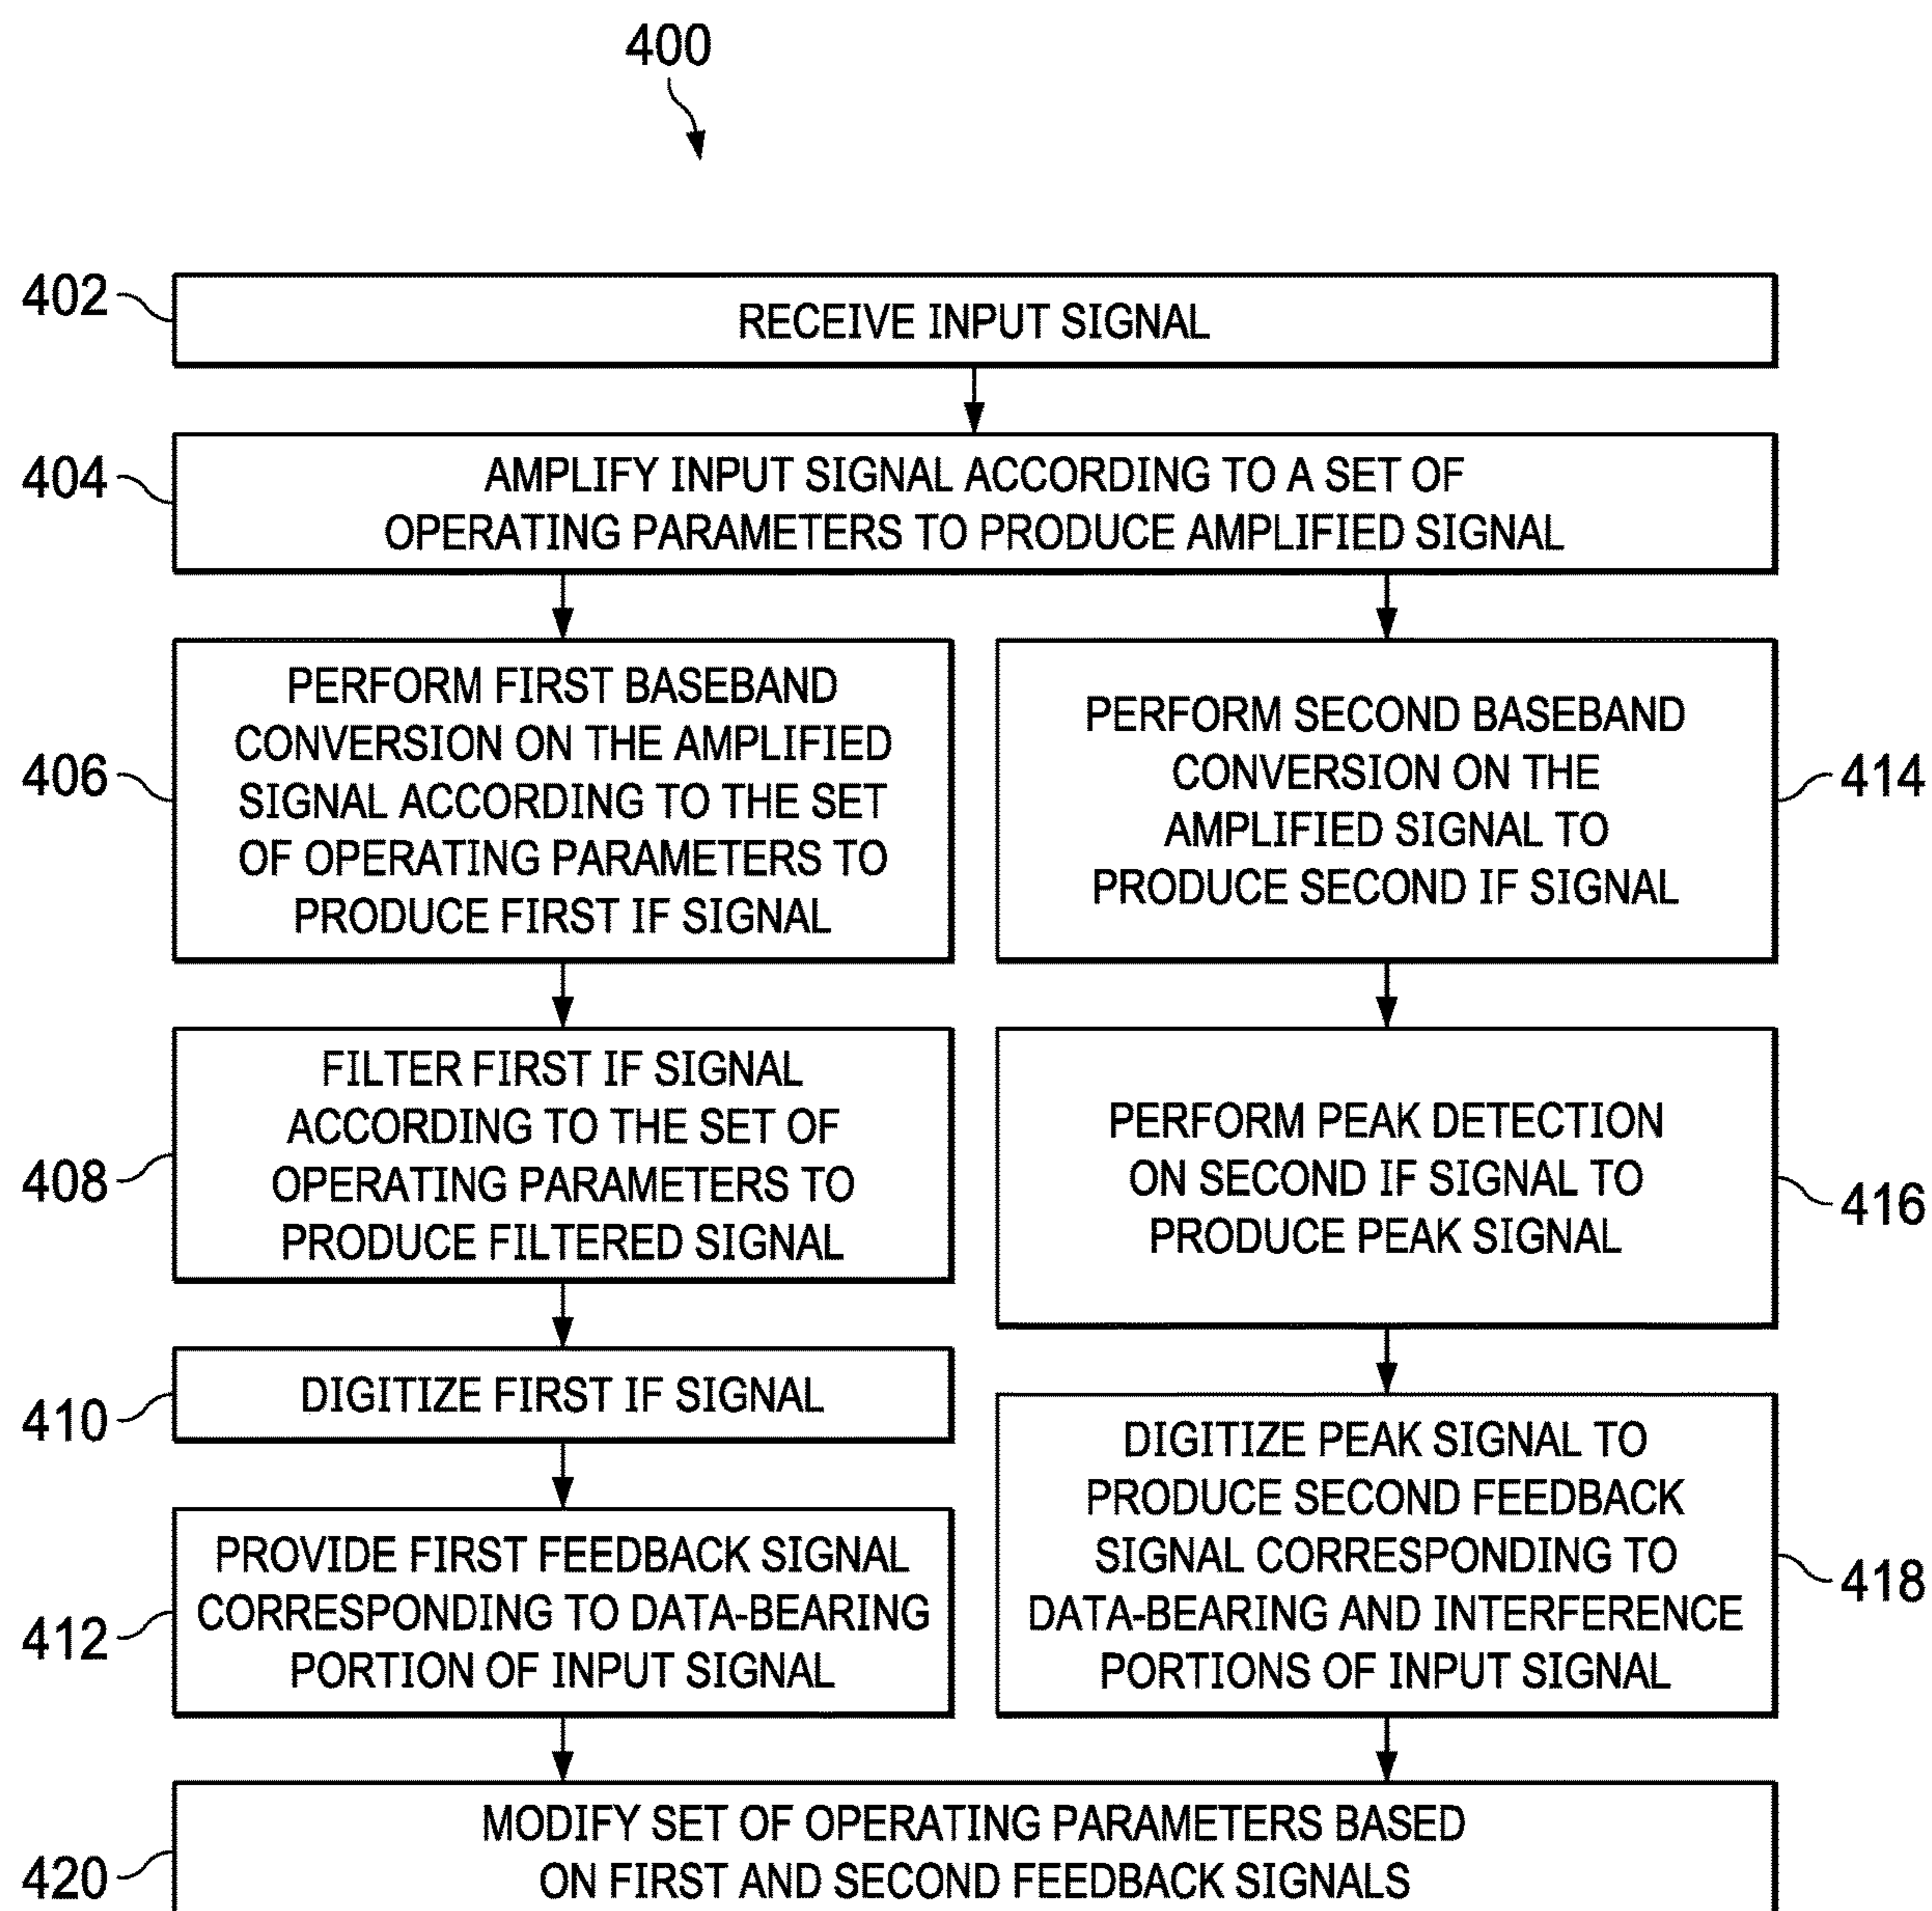 400
402
RECEIVE INPUT SIGNAL
404
AMPLIFY INPUT SIGNAL ACCORDING TO A SET OF
OPERATING PARAMETERS TO PRODUCE AMPLIFIED SIGNAL
406
PERFORM FIRST BASEBAND
CONVERSION ON THE AMPLIFIED
SIGNAL ACCORDING TO THE SET
OF OPERATING PARAMETERS TO
PRODUCE FIRST IF SIGNAL
PERFORM SECOND BASEBAND
CONVERSION ON THE
AMPLIFIED SIGNAL TO
PRODUCE SECOND IF SIGNAL
414
408
FILTER FIRST IF SIGNAL
ACCORDING TO THE SET OF
OPERATING PARAMETERS TO
PRODUCE FILTERED SIGNAL
PERFORM PEAK DETECTION
ON SECOND IF SIGNAL TO
PRODUCE PEAK SIGNAL
416
410
DIGITIZE FIRST IF SIGNAL
412
PROVIDE FIRST FEEDBACK SIGNAL
CORRESPONDING TO DATA-BEARING
PORTION OF INPUT SIGNAL
DIGITIZE PEAK SIGNAL TO
PRODUCE SECOND FEEDBACK
SIGNAL CORRESPONDING TO
DATA-BEARING AND INTERFERENCE
PORTIONS OF INPUT SIGNAL
418
420
MODIFY SET OF OPERATING PARAMETERS BASED
ON FIRST AND SECOND FEEDBACK SIGNALS